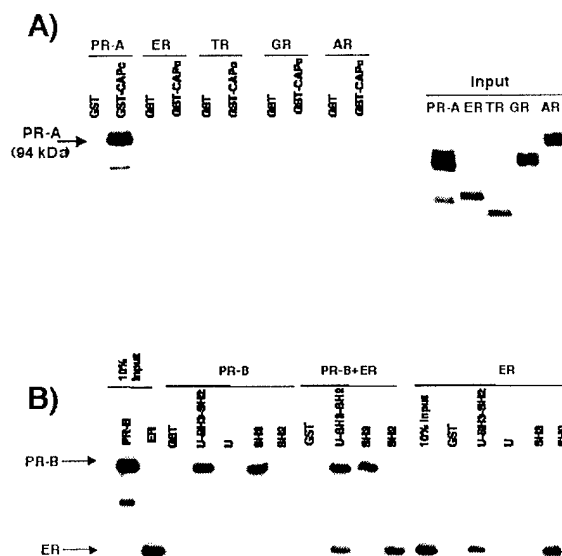 A)
PR-A ER TR GR AR
GST GST-CAPc GST GST-CAPc GST GST-CAPc GST GST-CAPc GST GST-CAPc
Input
PR-A ER TR GR AR
PR-A
(94 kDa)
B)
10% Input
PR-B
PR-B+ER
ER
PR-B ER GST U-SH3-SH2 U SH3 SH2
GST U-SH3-SH2 SH3 SH2
10% Input GST U-SH3-SH2 U SH3
PR-B
ER